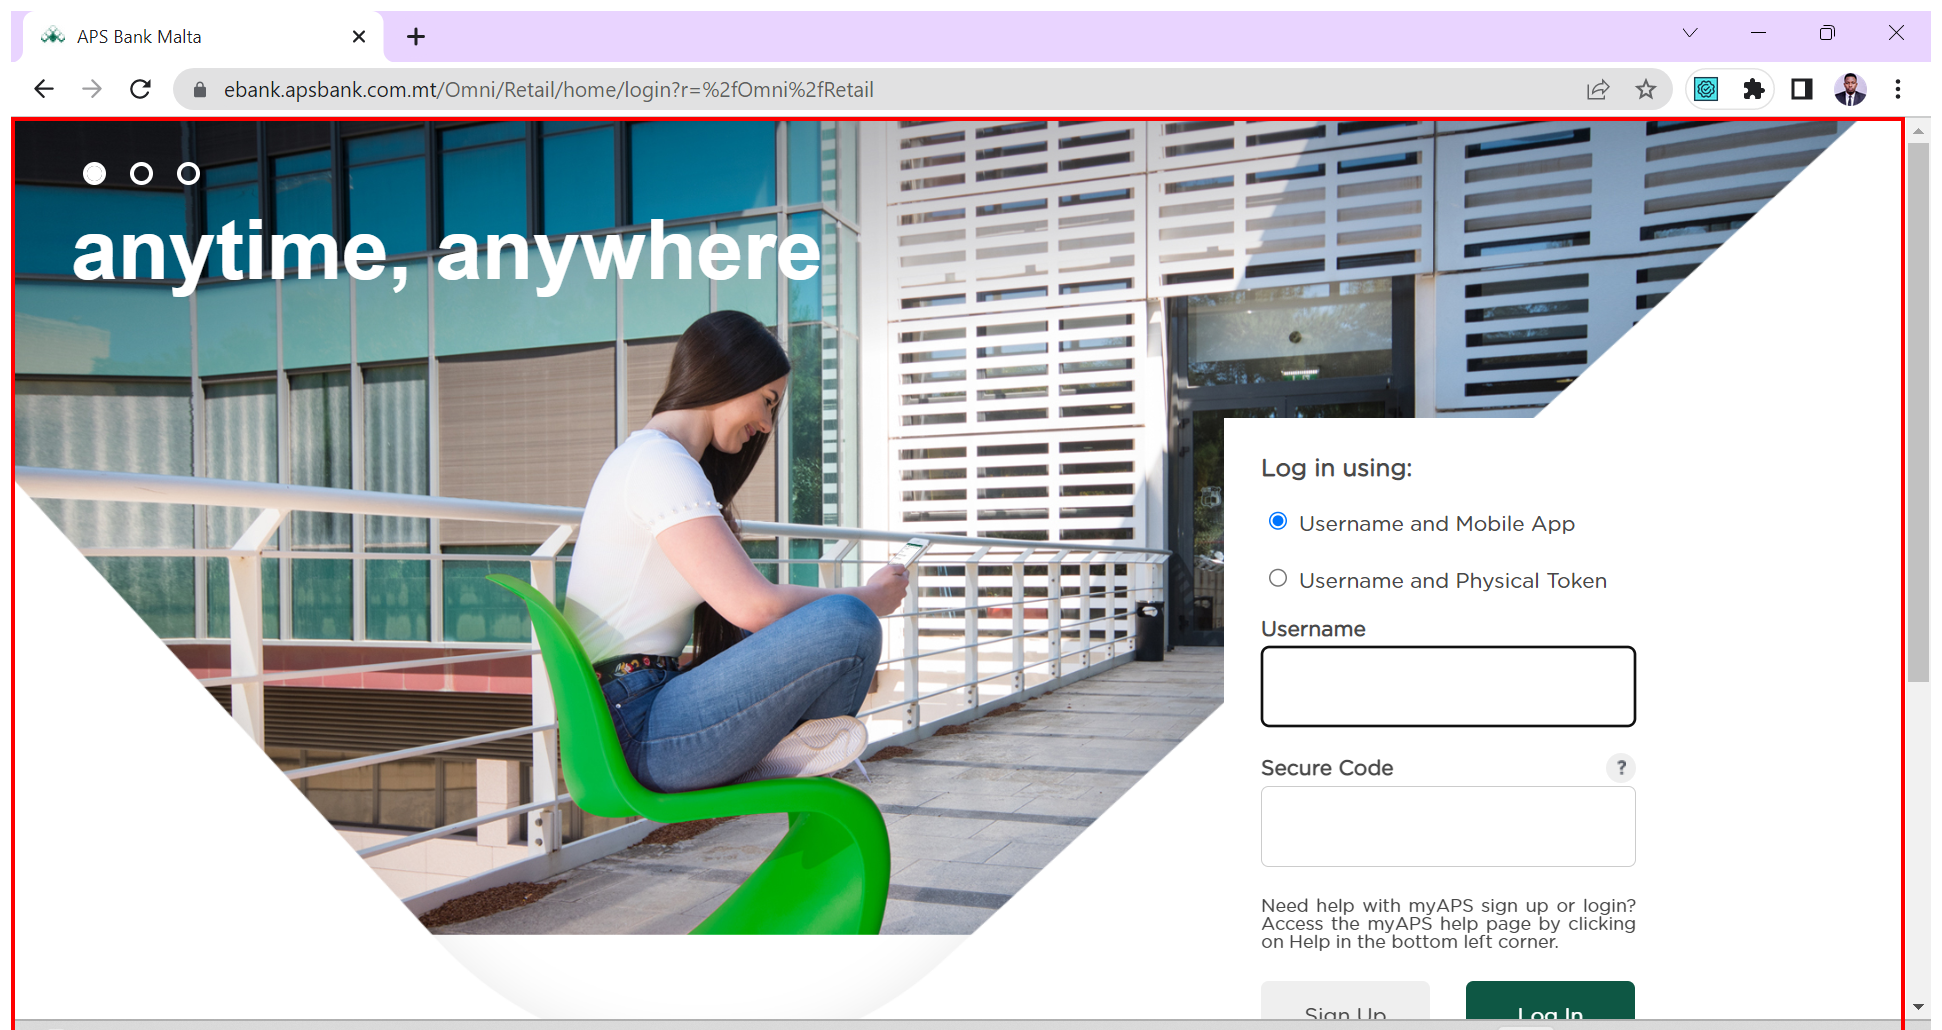 APS Bank Malta
ebank.apsbank.com.mt/Omni/Retail/home/login?r=%2fOmni%2fRetail
anytime, anywhere
Log in using:
Username and Mobile App
Username and Physical Token
Username
Secure Code
?
Need help with myAPS sign up or login?
Access the myAPS help page by clicking
on Help in the bottom left corner.
Sign Up
Log In